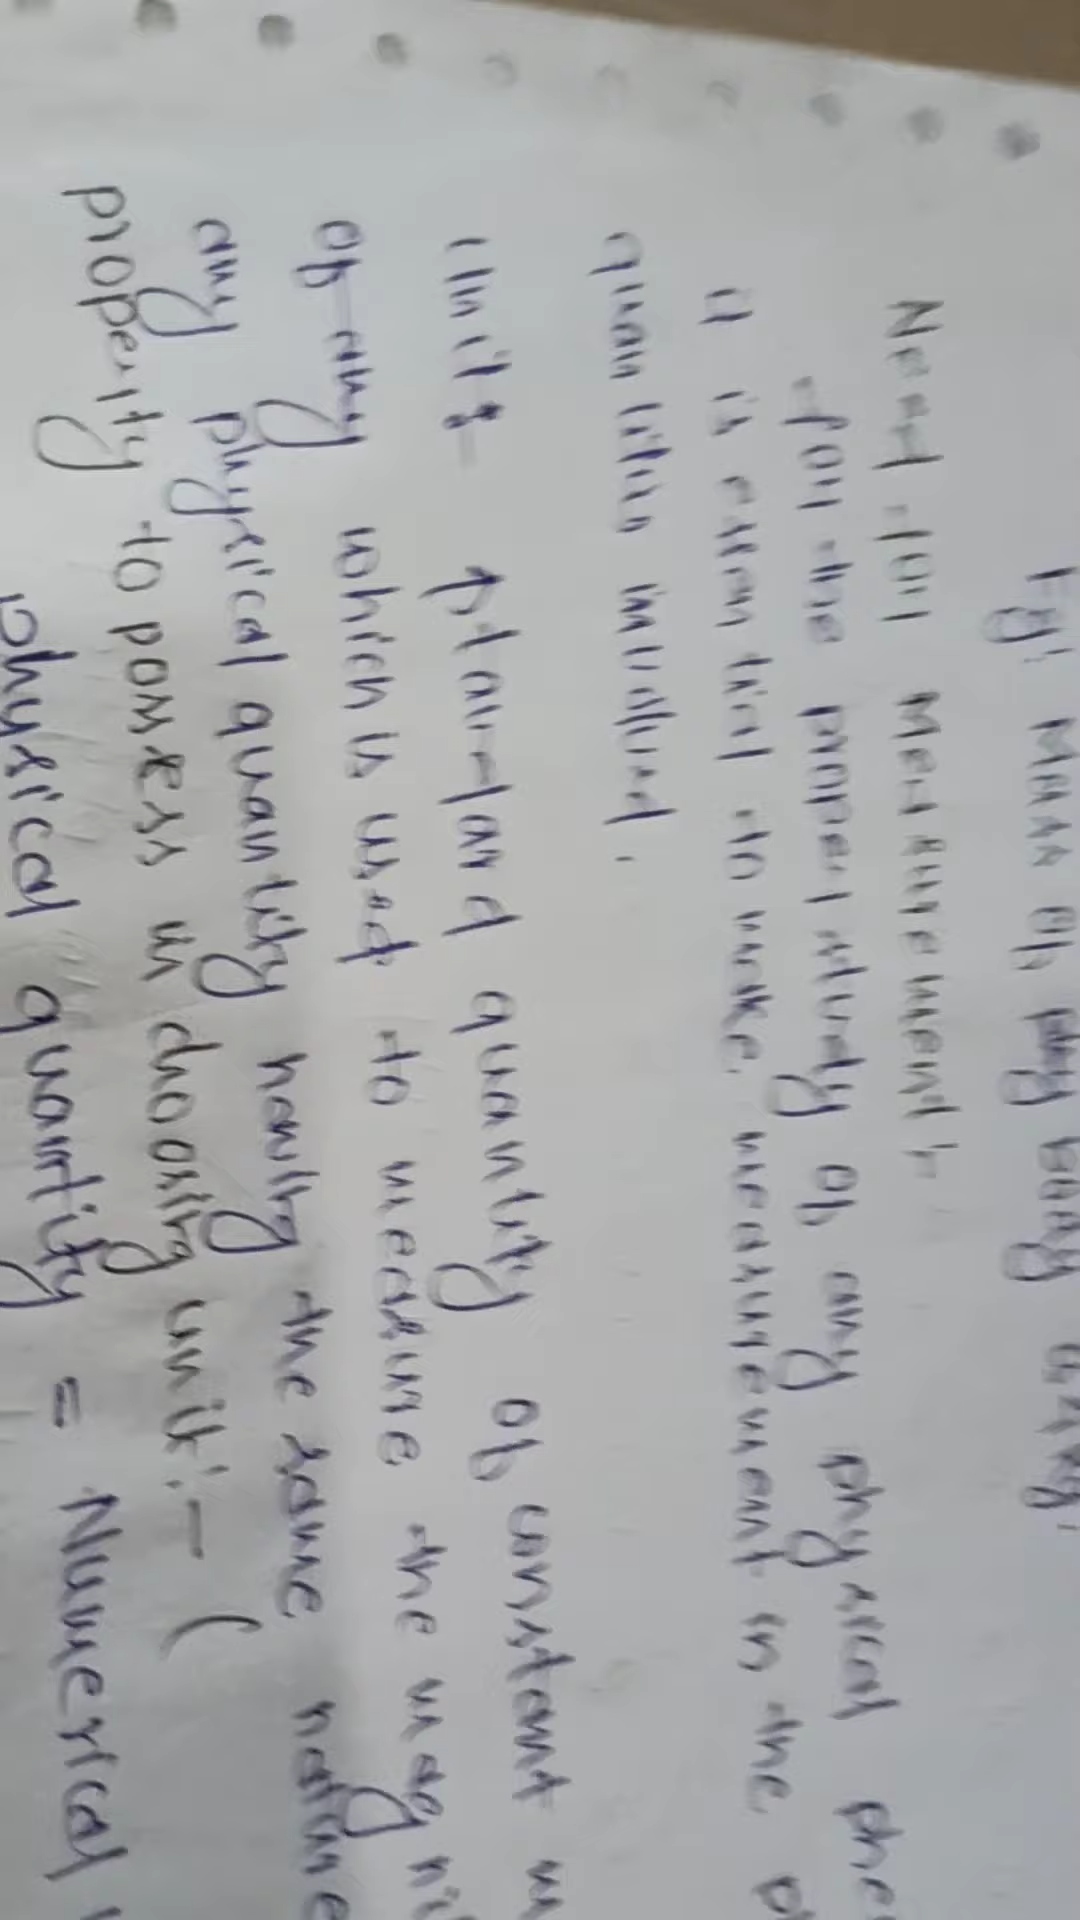 Eg: Mass of any body
Need for Measurement:-
for the proper study of any physical
it is essential to make measurement in the
quantities involved.
Unit:- standard quantity of constant
of any which is used to measure the
any physical quantity having the same nature
property to possess in choosing unit:- (
physical quantity = Numerical